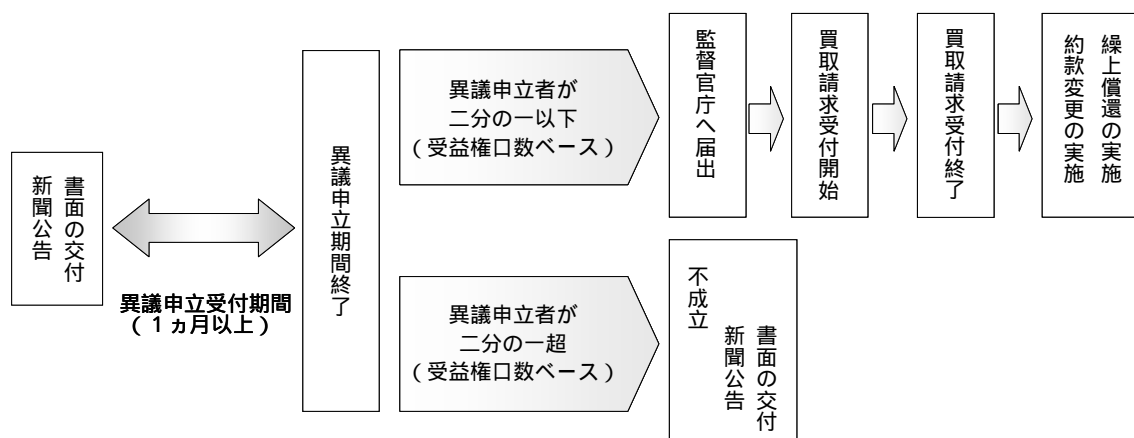 書面の交付
新聞公告
異議申立受付期間
（１ヵ月以上）
異議申立期間終了
異議申立者が
二分の一以下
（受益権口数ベース）
監督官庁へ届出
買取請求受付開始
買取請求受付終了
繰上償還の実施
約款変更の実施
異議申立者が
二分の一超
（受益権口数ベース）
不成立
書面の交付
新聞公告